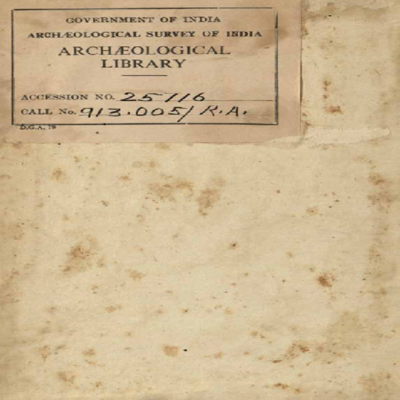 GOVERNMENT OF INDIA
ARCHÆOLOGICAL SURVEY OF INDIA
ARCHÆOLOGICAL
LIBRARY
ACCESSION NO. 25116
CALL No. 913.005/R.A.
D.G.A. 79